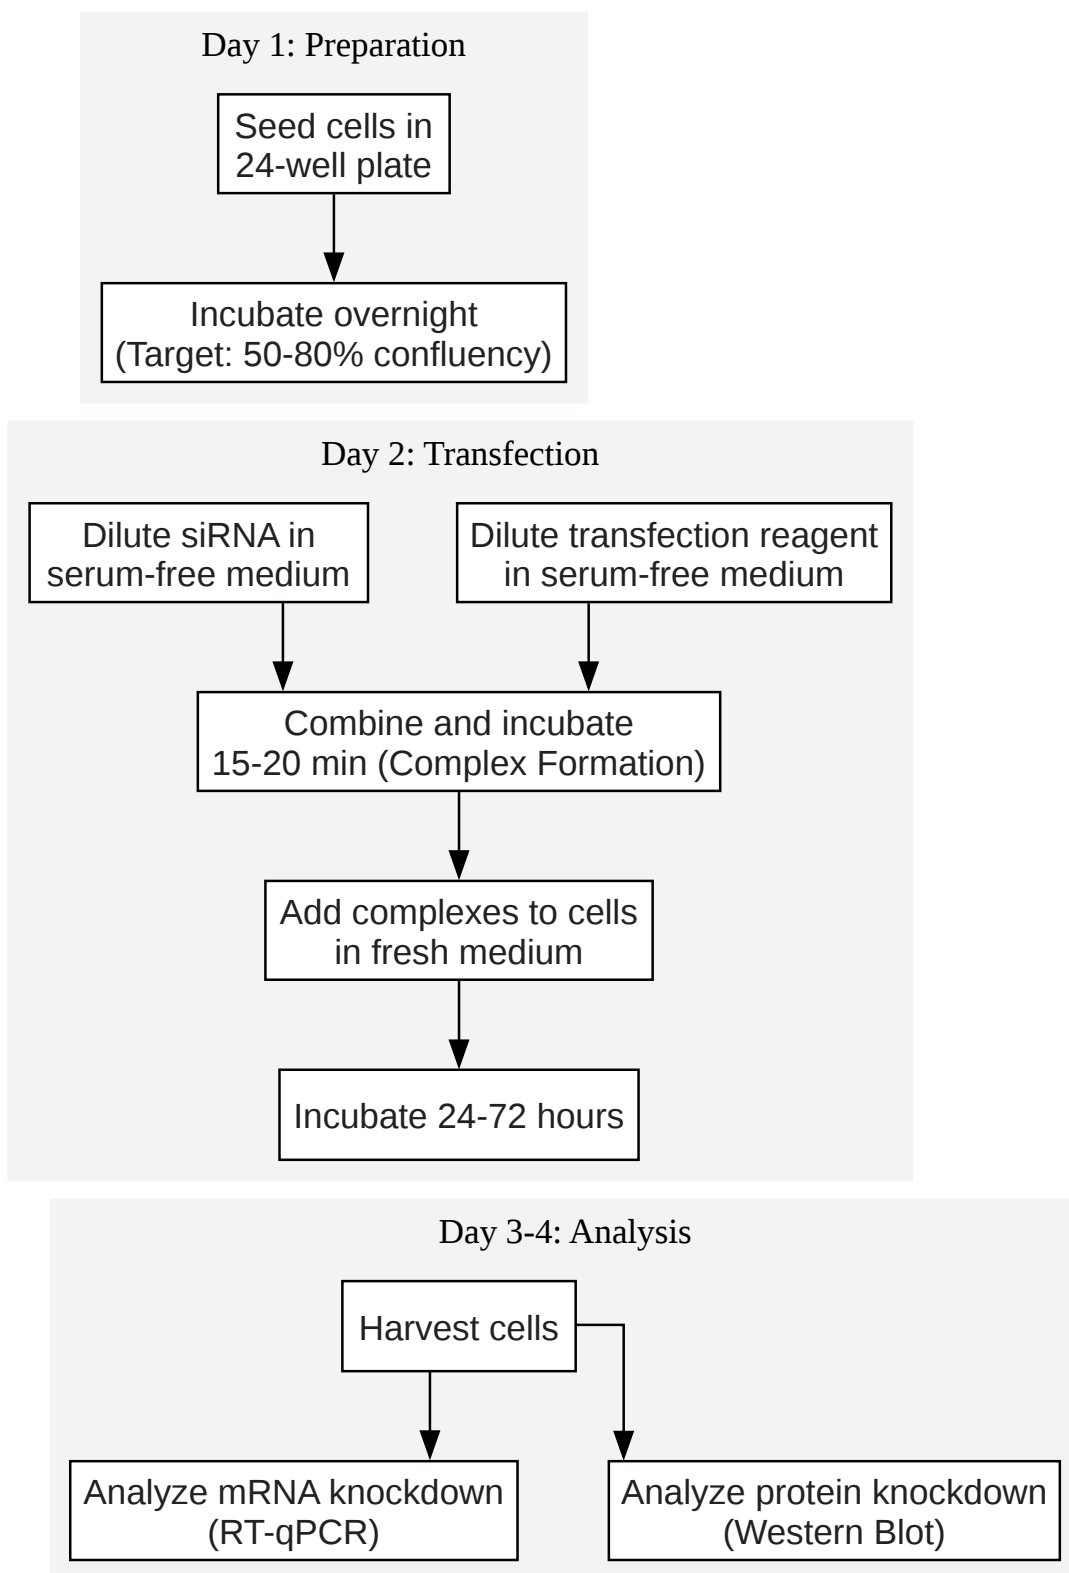 Day 1: Preparation
Seed cells in
24-well plate
Incubate overnight
(Target: 50-80% confluency)
Day 2: Transfection
Dilute siRNA in
serum-free medium
Dilute transfection reagent
in serum-free medium
Combine and incubate
15-20 min (Complex Formation)
Add complexes to cells
in fresh medium
Incubate 24-72 hours
Day 3-4: Analysis
Harvest cells
Analyze mRNA knockdown
(RT-qPCR)
Analyze protein knockdown
(Western Blot)